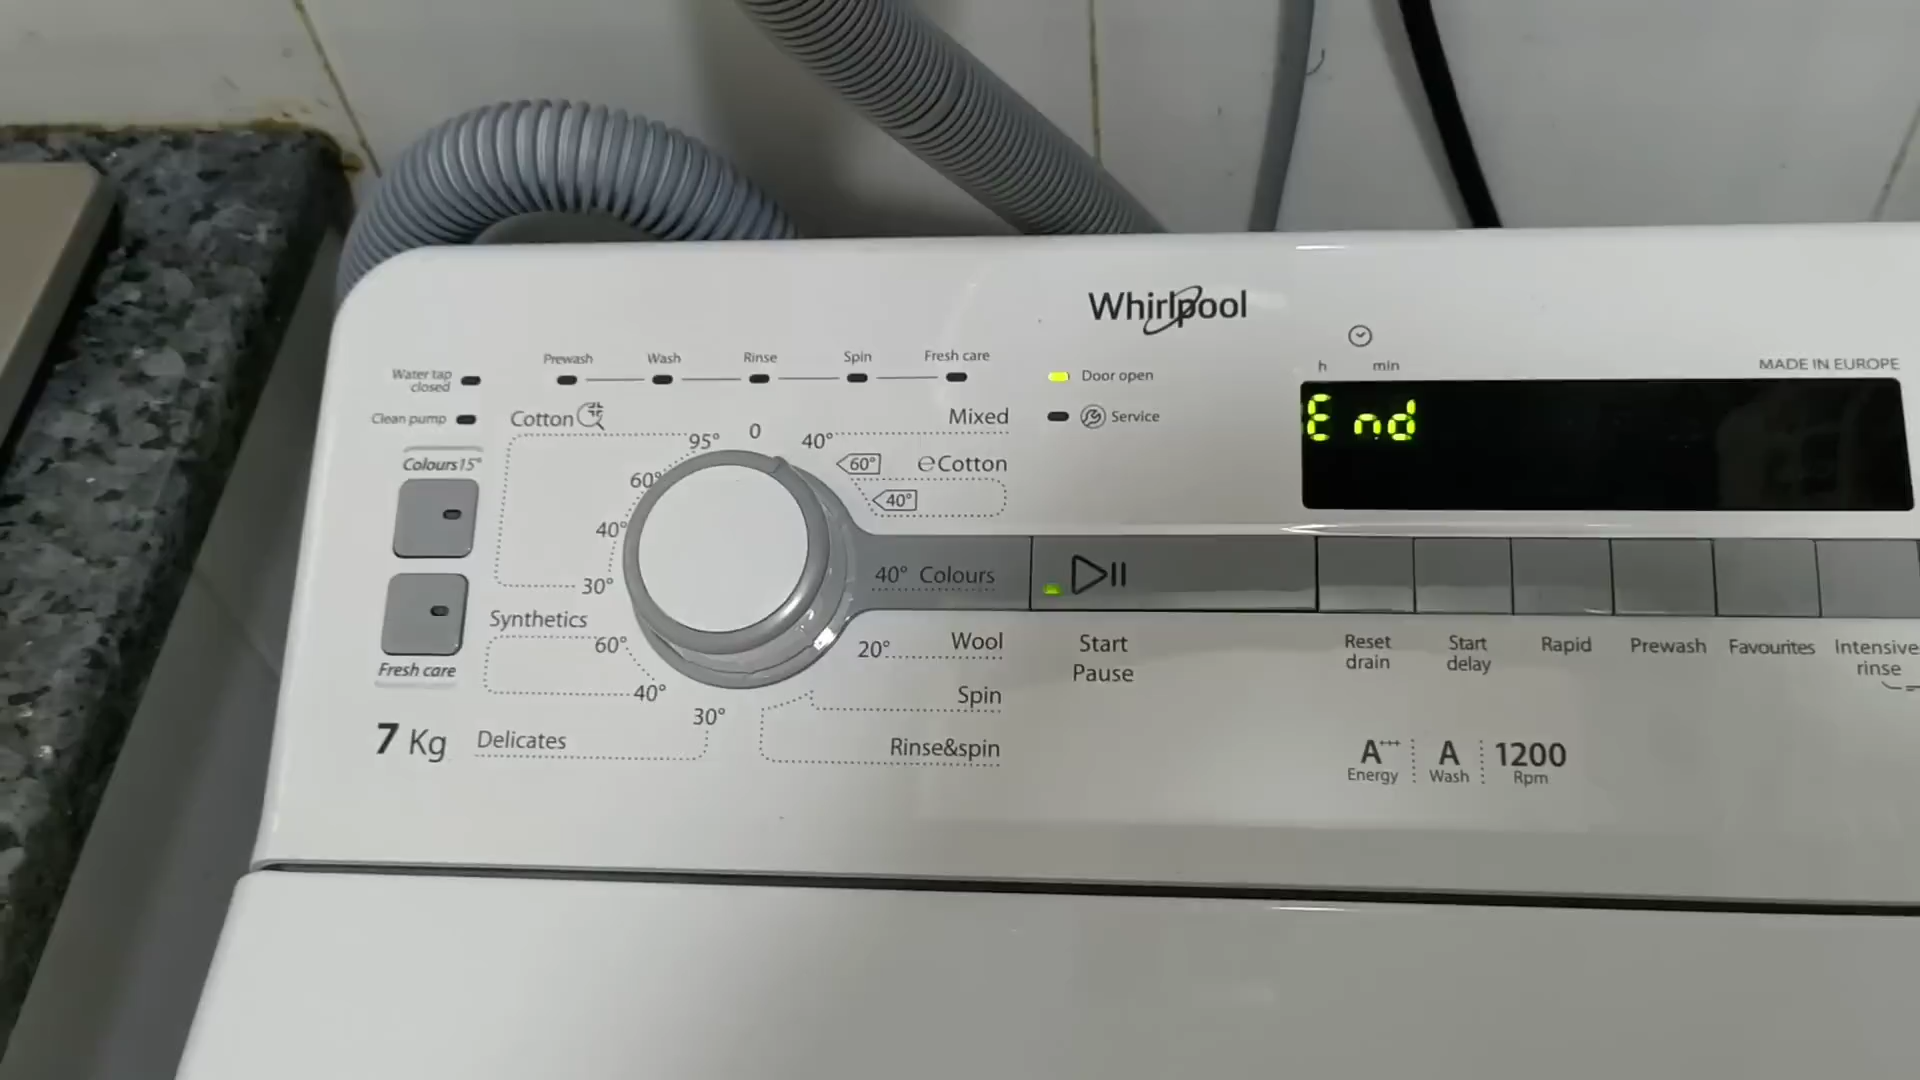 Whirlpool
h min
MADE IN EUROPE
End
Water tap
closed
Clean pump
Prewash Wash Rinse Spin Fresh care
Door open
Service
Colours15°
Fresh care
Cotton
95°
60°
40°
30°
Synthetics
60°
40°
Delicates
30°
0
40° Mixed
60° eCotton
40°
40° Colours
20° Wool
Spin
Rinse&spin
7 Kg
Start
Pause
Reset
drain
Start
delay
Rapid
Prewash
Favourites
Intensive
rinse
A+++
Energy
A
Wash
1200
Rpm